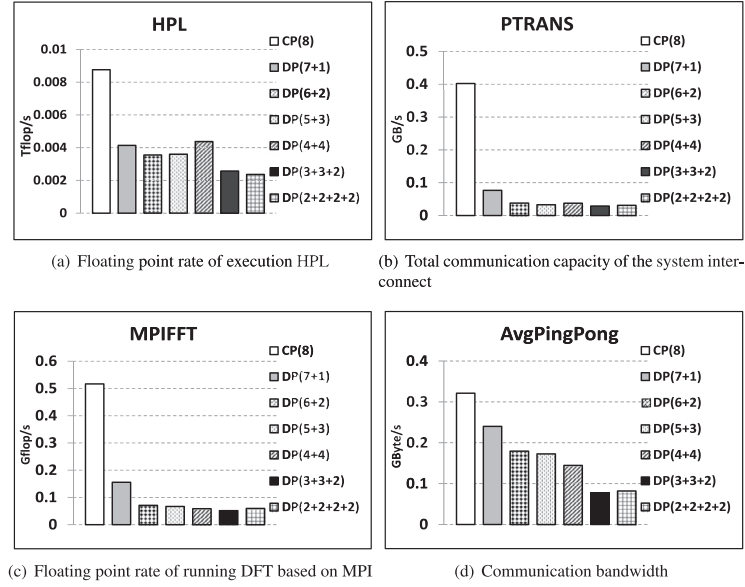 HPL
0.01
0.008
0.006
0.004
0.002
0
Tflop/s
CP(8)
DP(7+1)
DP(6+2)
DP(5+3)
DP(4+4)
DP(3+3+2)
DP(2+2+2+2)
(a) Floating point rate of execution HPL
PTRANS
0.5
0.4
0.3
0.2
0.1
0
GB/s
CP(8)
DP(7+1)
DP(6+2)
DP(5+3)
DP(4+4)
DP(3+3+2)
DP(2+2+2+2)
(b) Total communication capacity of the system inter-
connect
MPIFFT
0.6
0.5
0.4
0.3
0.2
0.1
0
Gflop/s
CP(8)
DP(7+1)
DP(6+2)
DP(5+3)
DP(4+4)
DP(3+3+2)
DP(2+2+2+2)
(c) Floating point rate of running DFT based on MPI
AvgPingPong
0.4
0.3
0.2
0.1
0
GByte/s
CP(8)
DP(7+1)
DP(6+2)
DP(5+3)
DP(4+4)
DP(3+3+2)
DP(2+2+2+2)
(d) Communication bandwidth